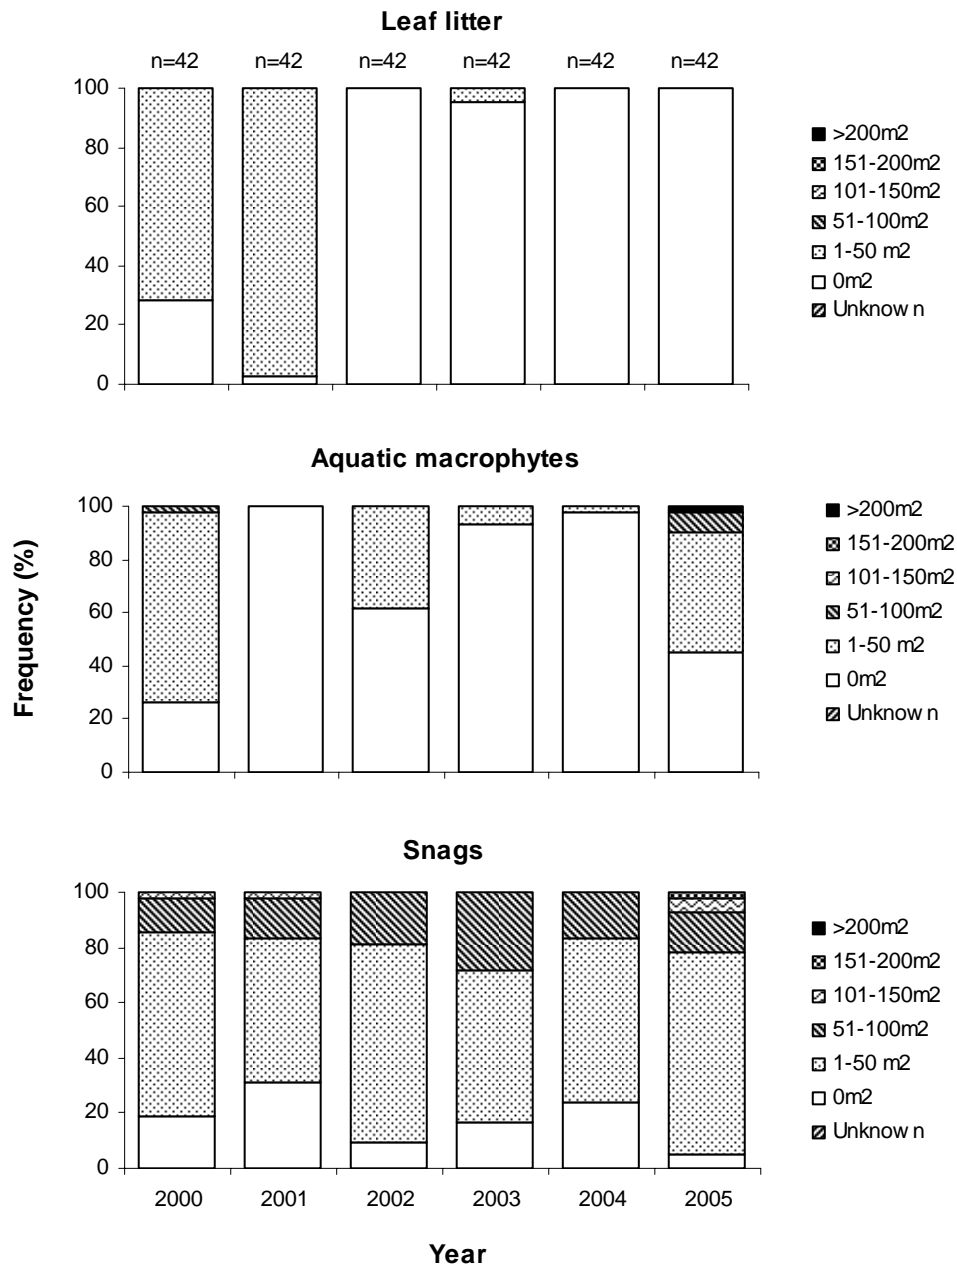 Leaf litter
n=42 n=42 n=42 n=42 n=42 n=42
100
80
60
40
20
0
>200m2
151-200m2
101-150m2
51-100m2
1-50 m2
0m2
Unknow n
Aquatic macrophytes
Frequency (%)
100
80
60
40
20
0
>200m2
151-200m2
101-150m2
51-100m2
1-50 m2
0m2
Unknow n
Snags
100
80
60
40
20
0
>200m2
151-200m2
101-150m2
51-100m2
1-50 m2
0m2
Unknow n
2000 2001 2002 2003 2004 2005
Year